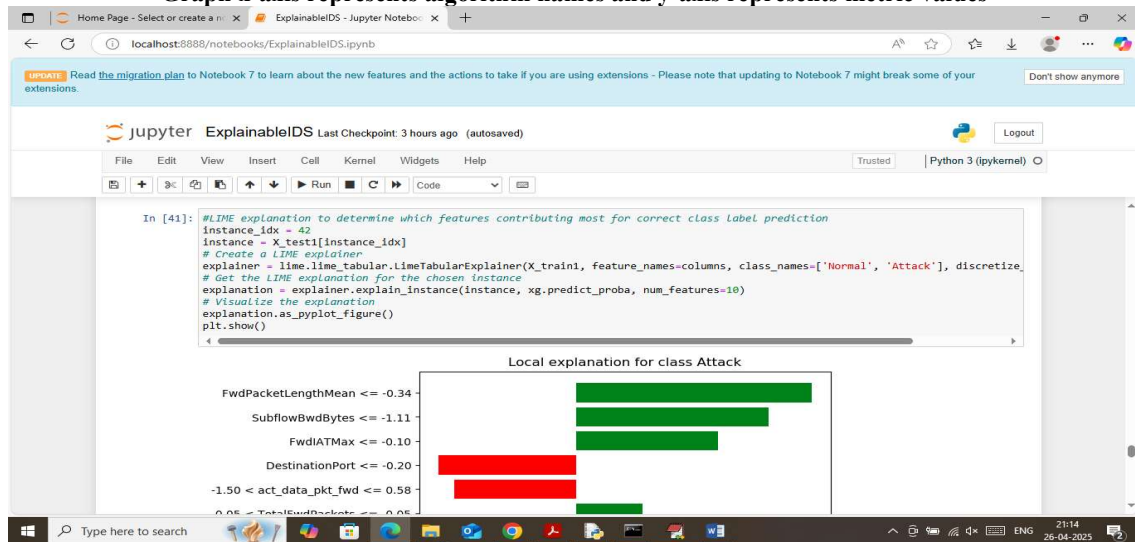 Graph x-axis represents algorithm names and y-axis represents metric values
Home Page - Select or create a n
ExplainableIDS - Jupyter Noteboo
localhost:8888/notebooks/ExplainableIDS.ipynb
UPDATE Read the migration plan to Notebook 7 to learn about the new features and the actions to take if you are using extensions - Please note that updating to Notebook 7 might break some of your
extensions.
Don't show anymore
jupyter ExplainableIDS Last Checkpoint: 3 hours ago (autosaved)
Logout
File Edit View Insert Cell Kernel Widgets Help
Trusted
Python 3 (ipykernel)
Run
Code
In [41]: #LIME explanation to determine which features contributing most for correct class label prediction
instance_idx = 42
instance = X_test1[instance_idx]
# Create a LIME explainer
explainer = lime.lime_tabular.LimeTabularExplainer(X_train1, feature_names=columns, class_names=['Normal', 'Attack'], discretize_
# Get the LIME explanation for the chosen instance
explanation = explainer.explain_instance(instance, xg.predict_proba, num_features=10)
# Visualize the explanation
explanation.as_pyplot_figure()
plt.show()
Local explanation for class Attack
FwdPacketLengthMean <= -0.34
SubflowBwdBytes <= -1.11
FwdIATMax <= -0.10
DestinationPort <= -0.20
-1.50 < act_data_pkt_fwd <= 0.58
Type here to search
ENG
21:14
26-04-2025